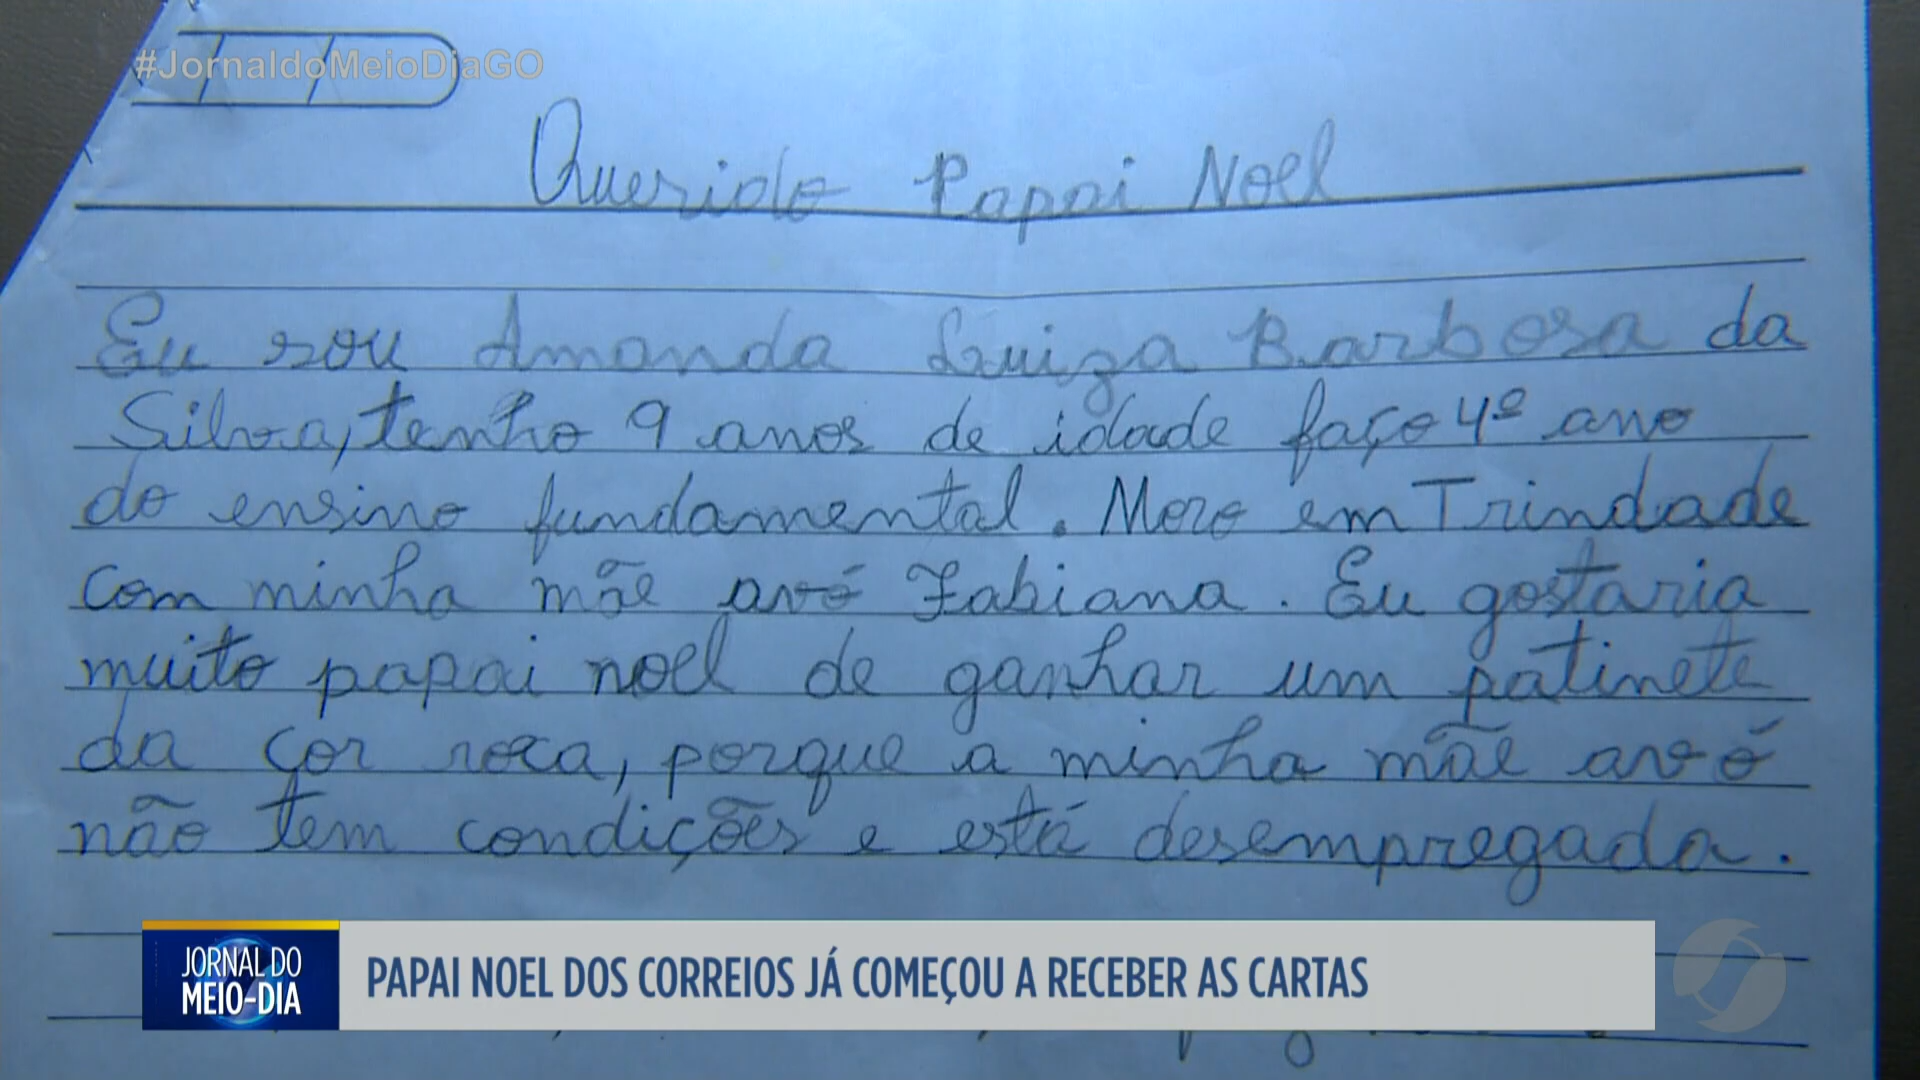 #JornaldoMeioDiaGO
Querido Papai Noel
Eu sou Amanda Luiza Barbosa da
Silva, tenho 9 anos de idade faço 4º ano
do ensino fundamental. Moro em Trindade
com minha mãe avó Fabiana. Eu gostaria
muito papai noel de ganhar um patinete
da çor roca, porque a minha mãe avó
não tem condições e está desempregada.
JORNAL DO
MEIO-DIA
PAPAI NOEL DOS CORREIOS JÁ COMEÇOU A RECEBER AS CARTAS